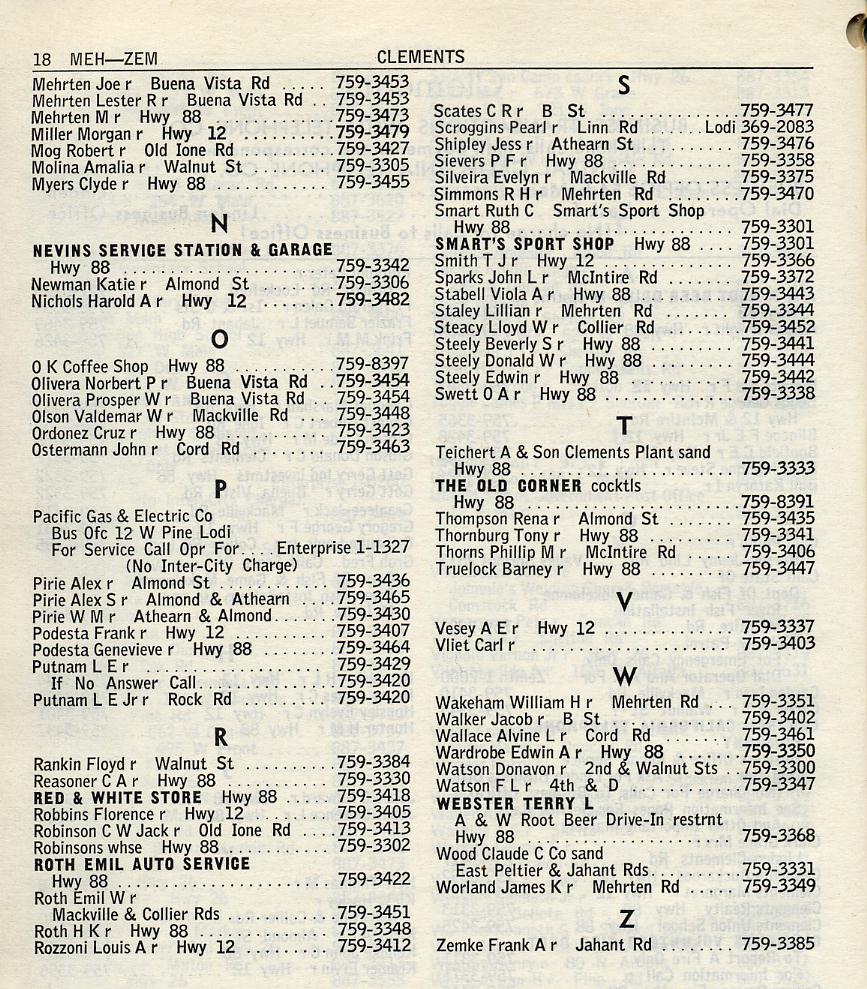 18 MEH—ZEM CLEMENTS
Mehrten Joe r Buena Vista Rd ..... 759-3453
Mehrten Lester R r Buena Vista Rd .. 759-3453
Mehrten M r Hwy 88 ............. 759-3473
Miller Morgan r Hwy 12 ........... 759-3479
Mog Robert r Old Ione Rd ........ 759-3427
Molina Amalia r Walnut St ........ 759-3305
Myers Clyde r Hwy 88 ............ 759-3455
N
NEVINS SERVICE STATION & GARAGE
Hwy 88 ...................... 759-3342
Newman Katie r Almond St ....... 759-3306
Nichols Harold A r Hwy 12 ........ 759-3482
O
O K Coffee Shop Hwy 88 .......... 759-8397
Olivera Norbert P r Buena Vista Rd .. 759-3454
Olivera Prosper W r Buena Vista Rd .. 759-3454
Olson Valdemar W r Mackville Rd .... 759-3448
Ordonez Cruz r Hwy 88 ............ 759-3423
Ostermann John r Cord Rd ......... 759-3463
P
Pacific Gas & Electric Co
Bus Ofc 12 W Pine Lodi
For Service Call Opr For.... Enterprise 1-1327
(No Inter-City Charge)
Pirie Alex r Almond St ............ 759-3436
Pirie Alex S r Almond & Athearn .... 759-3465
Pirie W M r Athearn & Almond...... 759-3430
Podesta Frank r Hwy 12 ........... 759-3407
Podesta Genevieve r Hwy 88 ....... 759-3464
Putnam L E r .................... 759-3429
If No Answer Call.............. 759-3420
Putnam L E Jr r Rock Rd .......... 759-3420
R
Rankin Floyd r Walnut St .......... 759-3384
Reasoner C A r Hwy 88 ........... 759-3330
RED & WHITE STORE Hwy 88 ..... 759-3418
Robbins Florence r Hwy 12 ........ 759-3405
Robinson C W Jack r Old Ione Rd .... 759-3413
Robinsons whse Hwy 88 ........... 759-3302
ROTH EMIL AUTO SERVICE
Hwy 88 ...................... 759-3422
Roth Emil W r
Mackville & Collier Rds .......... 759-3451
Roth H K r Hwy 88 .............. 759-3348
Rozzoni Louis A r Hwy 12 ......... 759-3412
S
Scates C R r B St ............... 759-3477
Scroggins Pearl r Linn Rd ..... Lodi 369-2083
Shipley Jess r Athearn St .......... 759-3476
Sievers P F r Hwy 88 ............. 759-3358
Silveira Evelyn r Mackville Rd ...... 759-3375
Simmons R H r Mehrten Rd ........ 759-3470
Smart Ruth C Smart's Sport Shop
Hwy 88 ...................... 759-3301
SMART'S SPORT SHOP Hwy 88 .... 759-3301
Smith T J r Hwy 12 .............. 759-3366
Sparks John L r McIntire Rd ....... 759-3372
Stabell Viola A r Hwy 88 .......... 759-3443
Staley Lillian r Mehrten Rd ........ 759-3344
Steacy Lloyd W r Collier Rd ....... 759-3452
Steely Beverly S r Hwy 88 ......... 759-3441
Steely Donald W r Hwy 88 ........ 759-3444
Steely Edwin r Hwy 88 ........... 759-3442
Swett O A r Hwy 88 .............. 759-3338
T
Teichert A & Son Clements Plant sand
Hwy 88 ...................... 759-3333
THE OLD CORNER cocktls
Hwy 88 ...................... 759-8391
Thompson Rena r Almond St ....... 759-3435
Thornburg Tony r Hwy 88 ......... 759-3341
Thorns Phillip M r McIntire Rd ..... 759-3406
Truelock Barney r Hwy 88 ......... 759-3447
V
Vesey A E r Hwy 12 ............. 759-3337
Vliet Carl r .................... 759-3403
W
Wakeham William H r Mehrten Rd ... 759-3351
Walker Jacob r B St ............. 759-3402
Wallace Alvine L r Cord Rd ........ 759-3461
Wardrobe Edwin A r Hwy 88 ....... 759-3350
Watson Donavon r 2nd & Walnut Sts .. 759-3300
Watson F L r 4th & D ............ 759-3347
WEBSTER TERRY L
A & W Root Beer Drive-In restrnt
Hwy 88 ...................... 759-3368
Wood Claude C Co sand
East Peltier & Jahant Rds......... 759-3331
Worland James K r Mehrten Rd ..... 759-3349
Z
Zemke Frank A r Jahant Rd ........ 759-3385